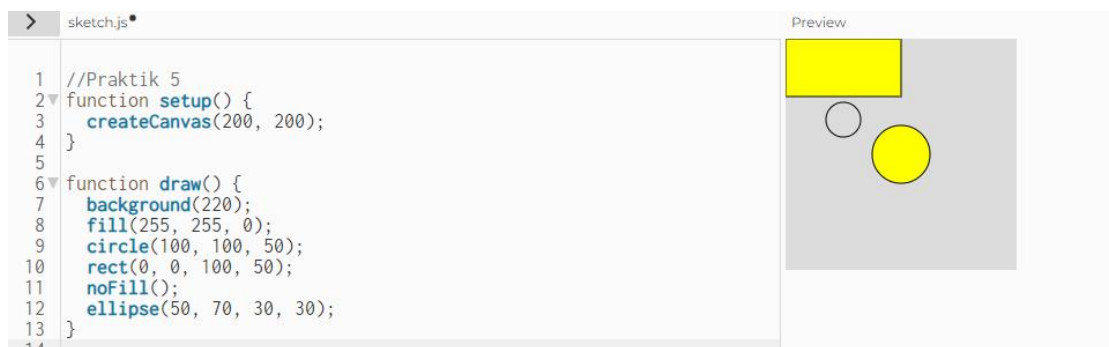 sketch.js
Preview
1 //Praktik 5
2 function setup() {
3 createCanvas(200, 200);
4 }
5
6 function draw() {
7 background(220);
8 fill(255, 255, 0);
9 circle(100, 100, 50);
10 rect(0, 0, 100, 50);
11 noFill();
12 ellipse(50, 70, 30, 30);
13 }
14